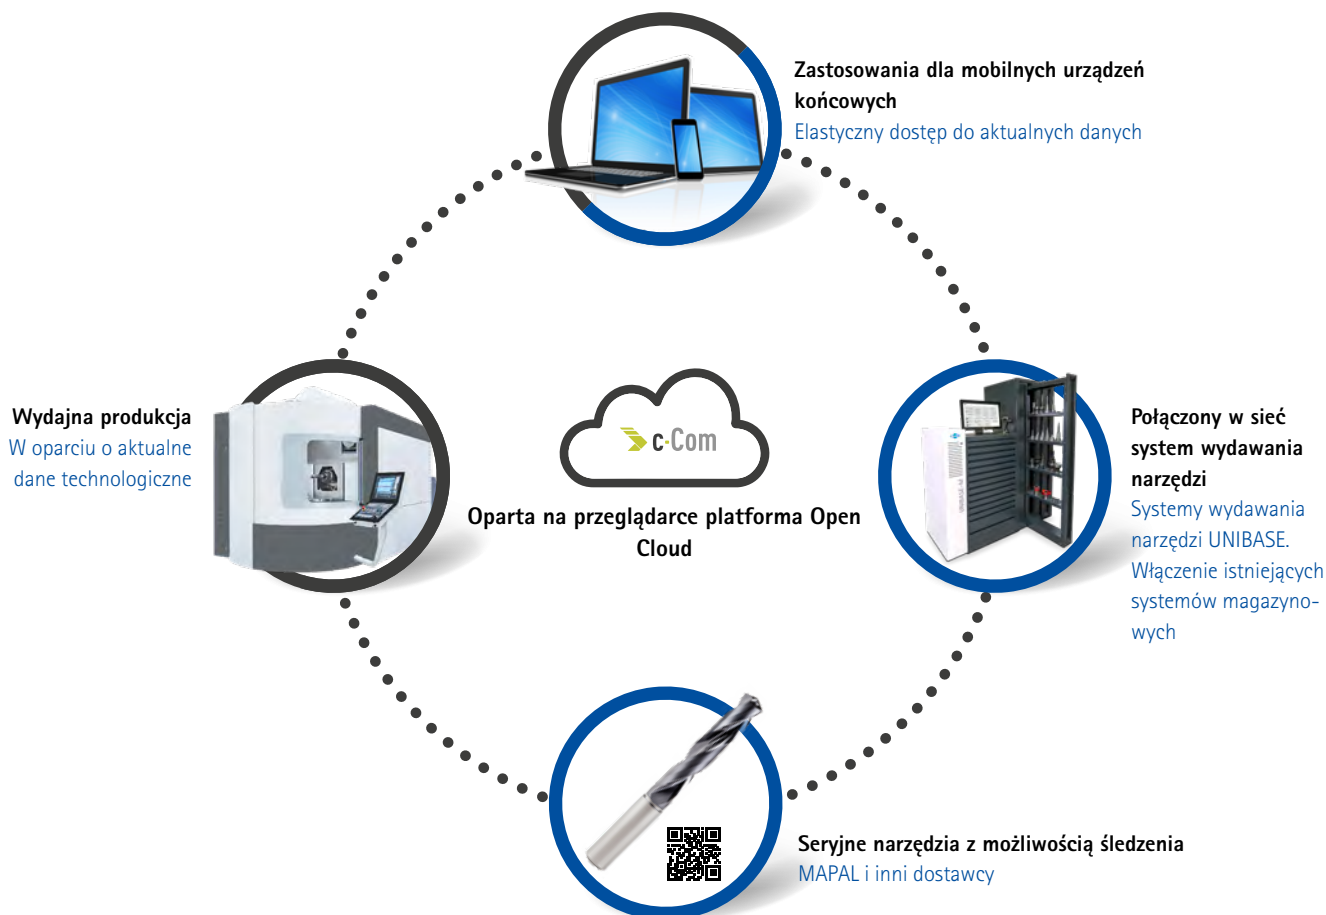 Zastosowania dla mobilnych urządzeń
końcowych
Elastyczny dostęp do aktualnych danych
Wydajna produkcja
W oparciu o aktualne
dane technologiczne
c·Com
Oparta na przeglądarce platforma Open
Cloud
Połączony w sieć
system wydawania
narzędzi
Systemy wydawania
narzędzi UNIBASE.
Włączenie istniejących
systemów magazyno-
wych
Seryjne narzędzia z możliwością śledzenia
MAPAL i inni dostawcy